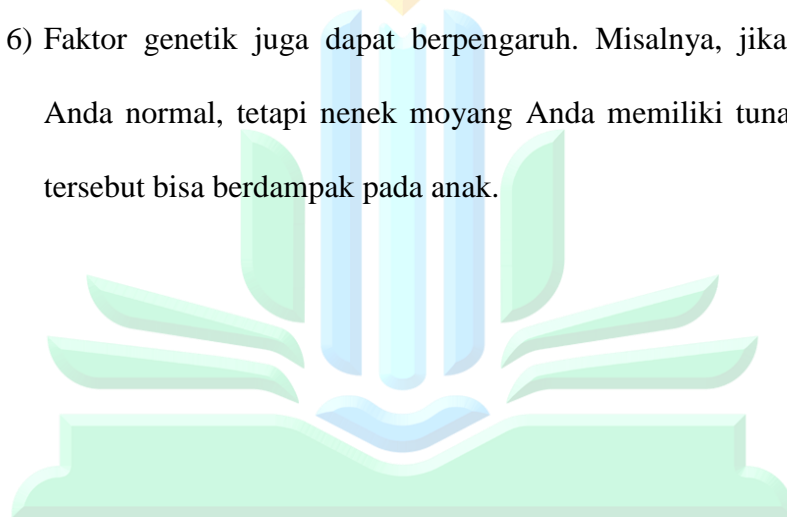 6) Faktor genetik juga dapat berpengaruh. Misalnya, jika
Anda normal, tetapi nenek moyang Anda memiliki tuna
tersebut bisa berdampak pada anak.